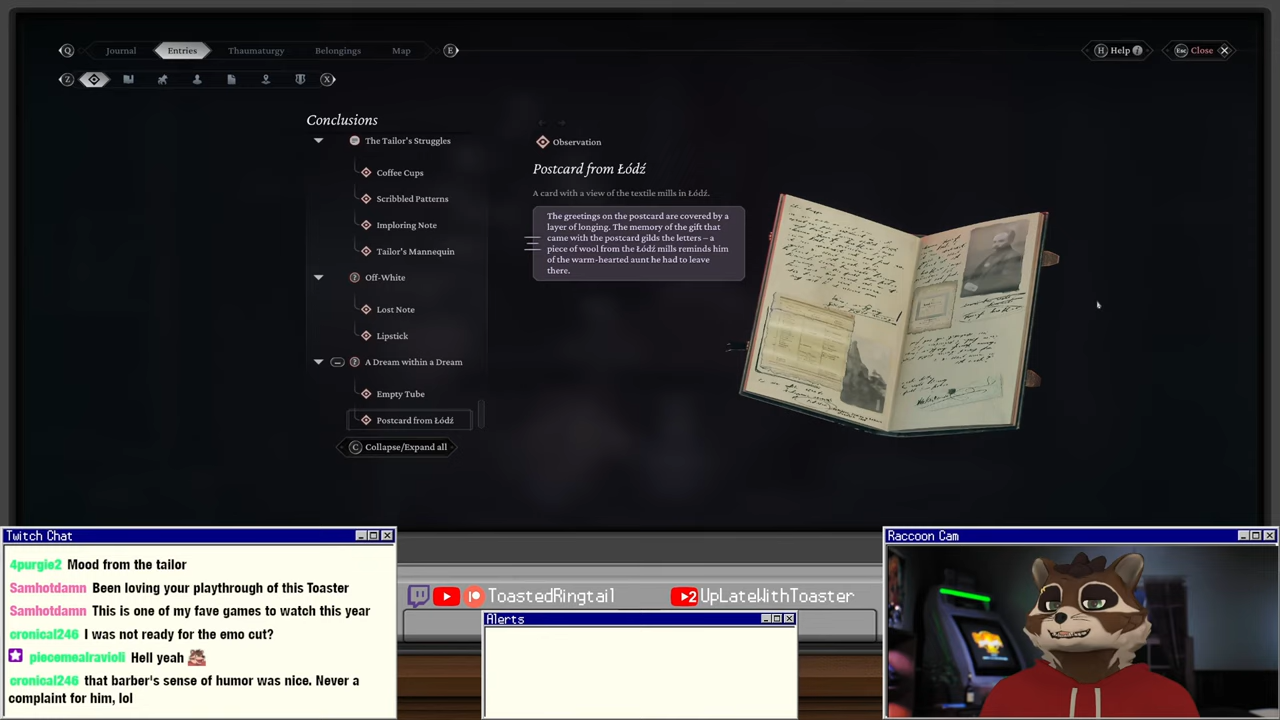 Q Journal Entries Thaumaturgy Belongings Map E
H Help i Esc Close
Z X
Conclusions
The Tailor's Struggles
Coffee Cups
Scribbled Patterns
Imploring Note
Tailor's Mannequin
? Off-White
Lost Note
Lipstick
? A Dream within a Dream
Empty Tube
Postcard from Łódź
C Collapse/Expand all
Observation
Postcard from Łódź
A card with a view of the textile mills in Łódź.
The greetings on the postcard are covered by a
layer of longing. The memory of the gift that
came with the postcard gilds the letters – a
piece of wool from the Łódź mills reminds him
of the warm-hearted aunt he had to leave
there.
Twitch Chat
4purgie2 Mood from the tailor
Samhotdamn Been loving your playthrough of this Toaster
Samhotdamn This is one of my fave games to watch this year
cronical246 I was not ready for the emo cut?
piecemealravioli Hell yeah
cronical246 that barber's sense of humor was nice. Never a
complaint for him, lol
ToastedRingtail
2 UpLateWithToaster
Alerts
Raccoon Cam